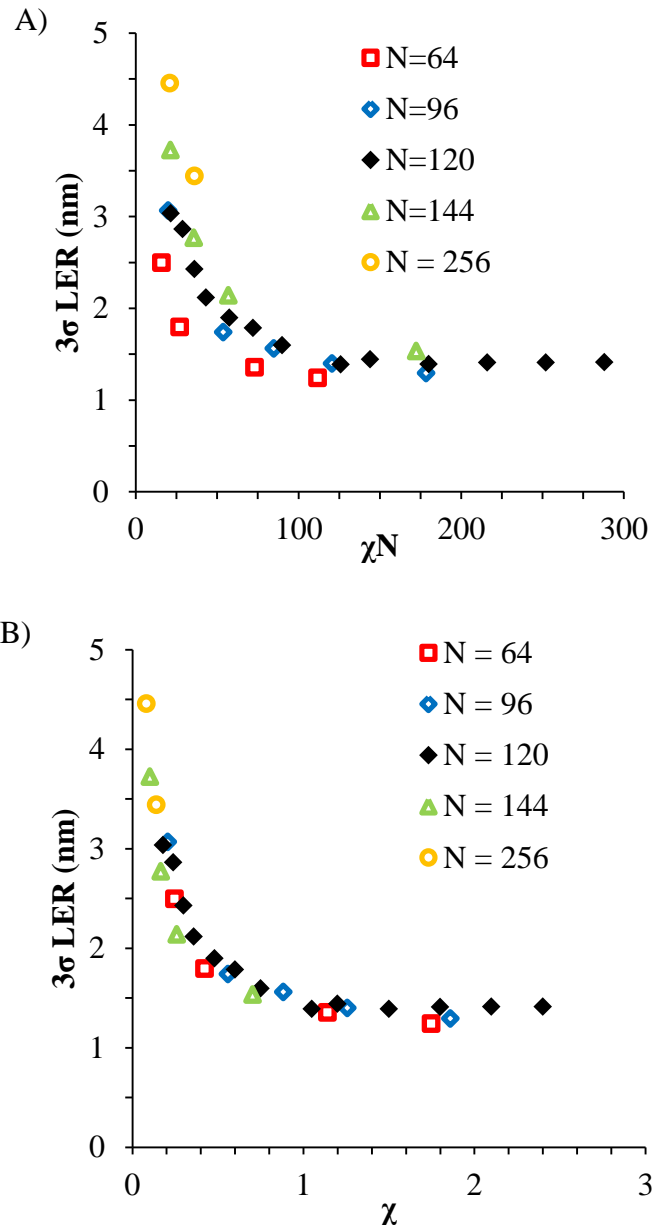 A)
5
4
3
2
1
0
3σ LER (nm)
N=64
N=96
N=120
N=144
N = 256
0
100
200
300
χN
B)
5
4
3
2
1
0
3σ LER (nm)
N = 64
N = 96
N = 120
N = 144
N = 256
0
1
2
3
χ